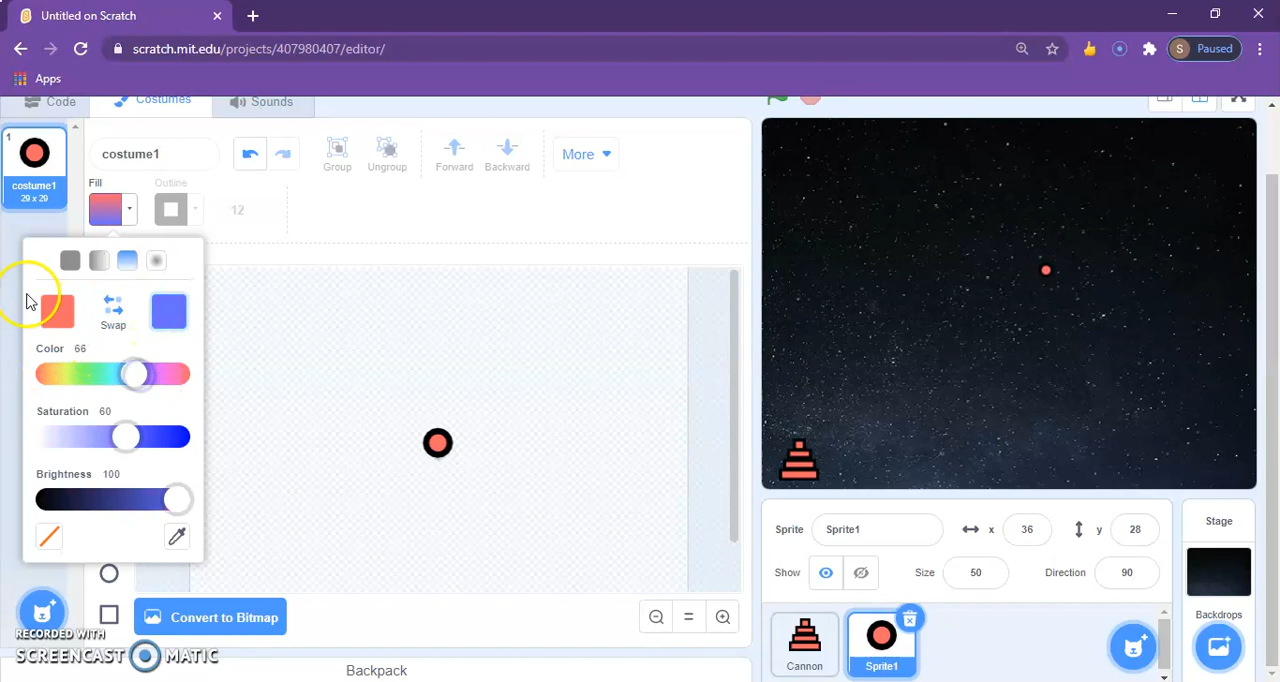 Untitled on Scratch
scratch.mit.edu/projects/407980407/editor/
S Paused
Apps
Code
Costumes
Sounds
1
costume1
29 x 29
costume1
Group
Ungroup
Forward
Backward
More
Fill
Outline
12
Swap
Color 66
Saturation 60
Brightness 100
Convert to Bitmap
RECORDED WITH
SCREENCAST MATIC
Backpack
Sprite Sprite1 x 36 y 28
Show Size 50 Direction 90
Cannon
Sprite1
Stage
Backdrops